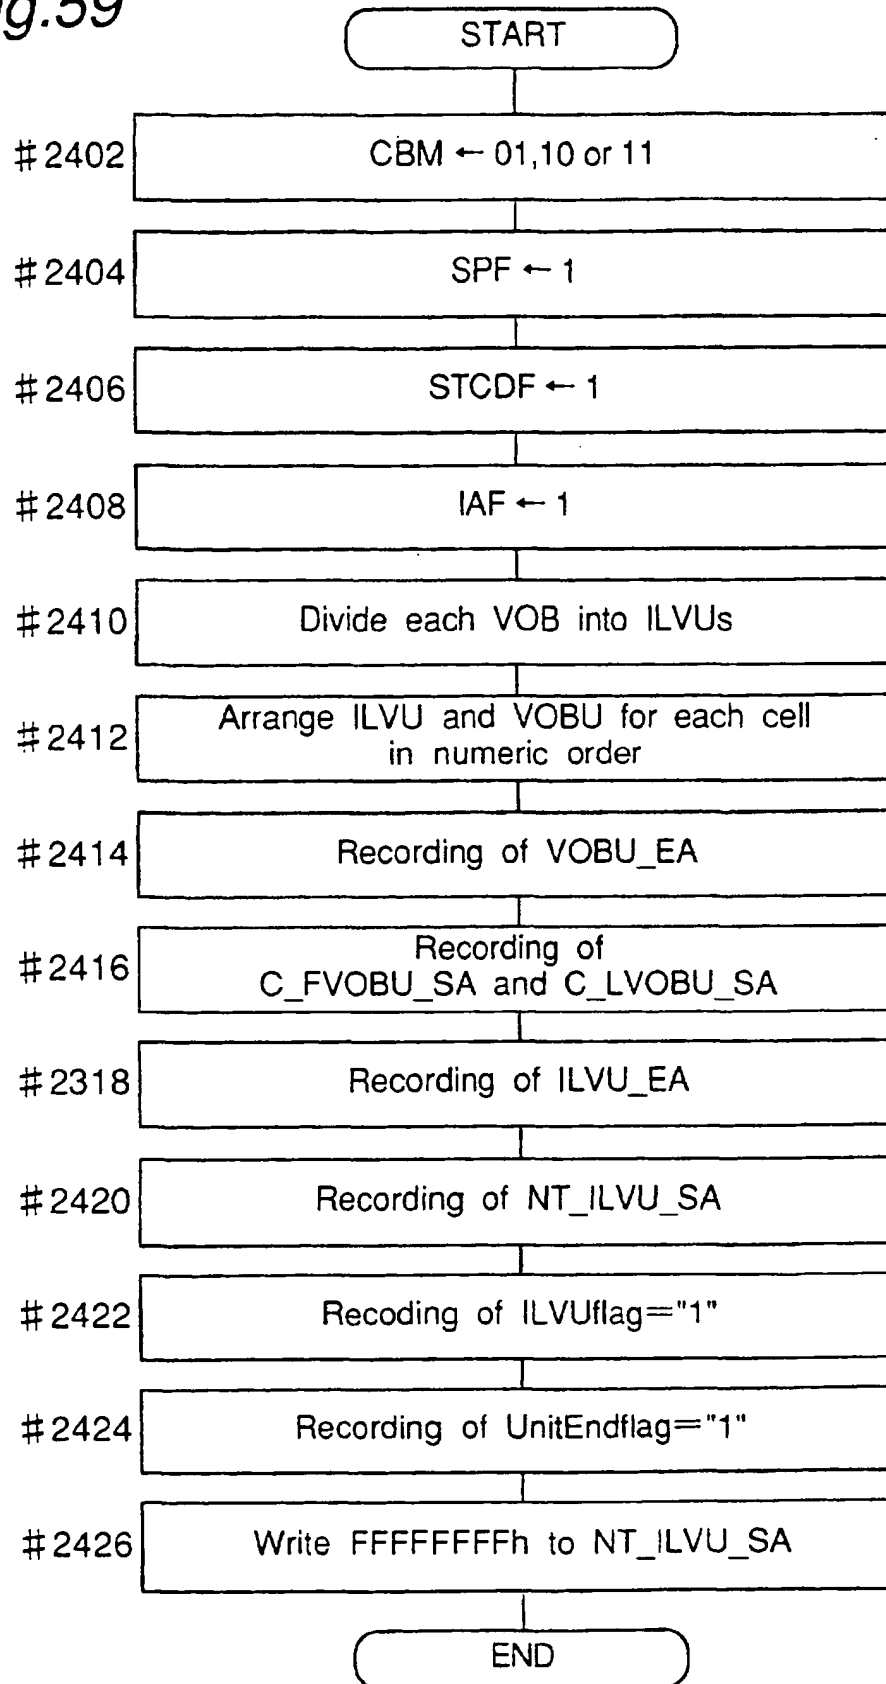 g.59
START
#2402 CBM ← 01,10 or 11
#2404 SPF ← 1
#2406 STCDF ← 1
#2408 IAF ← 1
#2410 Divide each VOB into ILVUs
#2412 Arrange ILVU and VOBU for each cell
in numeric order
#2414 Recording of VOBU_EA
#2416 Recording of
C_FVOBU_SA and C_LVOBU_SA
#2318 Recording of ILVU_EA
#2420 Recording of NT_ILVU_SA
#2422 Recoding of ILVUflag="1"
#2424 Recording of UnitEndflag="1"
#2426 Write FFFFFFFFh to NT_ILVU_SA
END